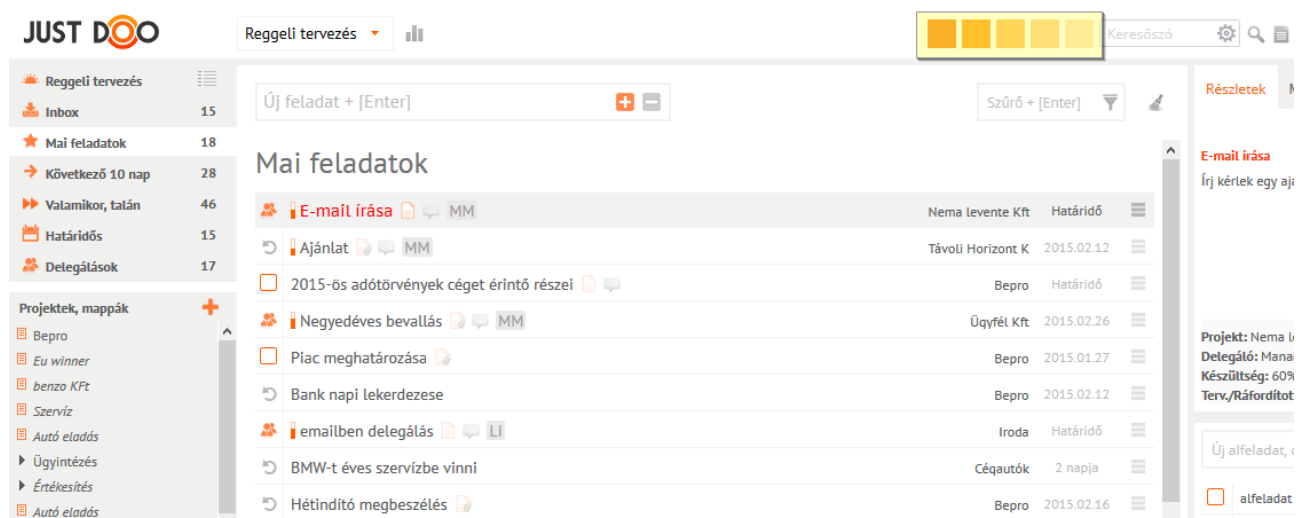 JUST DOO
Reggeli tervezés
Keresőszó
Reggeli tervezés
Inbox 15
Mai feladatok 18
Következő 10 nap 28
Valamikor, talán 46
Határidős 15
Delegálások 17
Projektek, mappák
Bepro
Eu winner
benzo KFt
Szervíz
Autó eladás
Ügyintézés
Értékesítés
Autó eladás
Új feladat + [Enter]
Szűrő + [Enter]
Mai feladatok
E-mail írása MM Nema levente Kft Határidő
Ajánlat MM Távoli Horizont K 2015.02.12
2015-ös adótörvények céget érintő részei Bepro Határidő
Negyedéves bevallás MM Ügyfél Kft 2015.02.26
Piac meghatározása Bepro 2015.01.27
Bank napi lekerdezese Bepro 2015.02.12
emailben delegálás LI Iroda Határidő
BMW-t éves szervízbe vinni Cégautók 2 napja
Hétindító megbeszélés Bepro 2015.02.16
Részletek
E-mail írása
Írj kérlek egy
Projekt: Nema
Delegáló:
Készültség: 60%
Terv./Ráfordított
Új alfeladat,
alfeladat